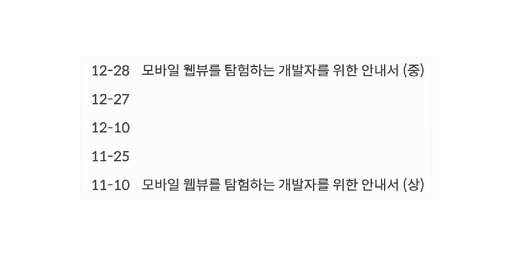 12-28 모바일 웹뷰를 탐험하는 개발자를 위한 안내서 (중)
12-27
12-10
11-25
11-10 모바일 웹뷰를 탐험하는 개발자를 위한 안내서 (상)